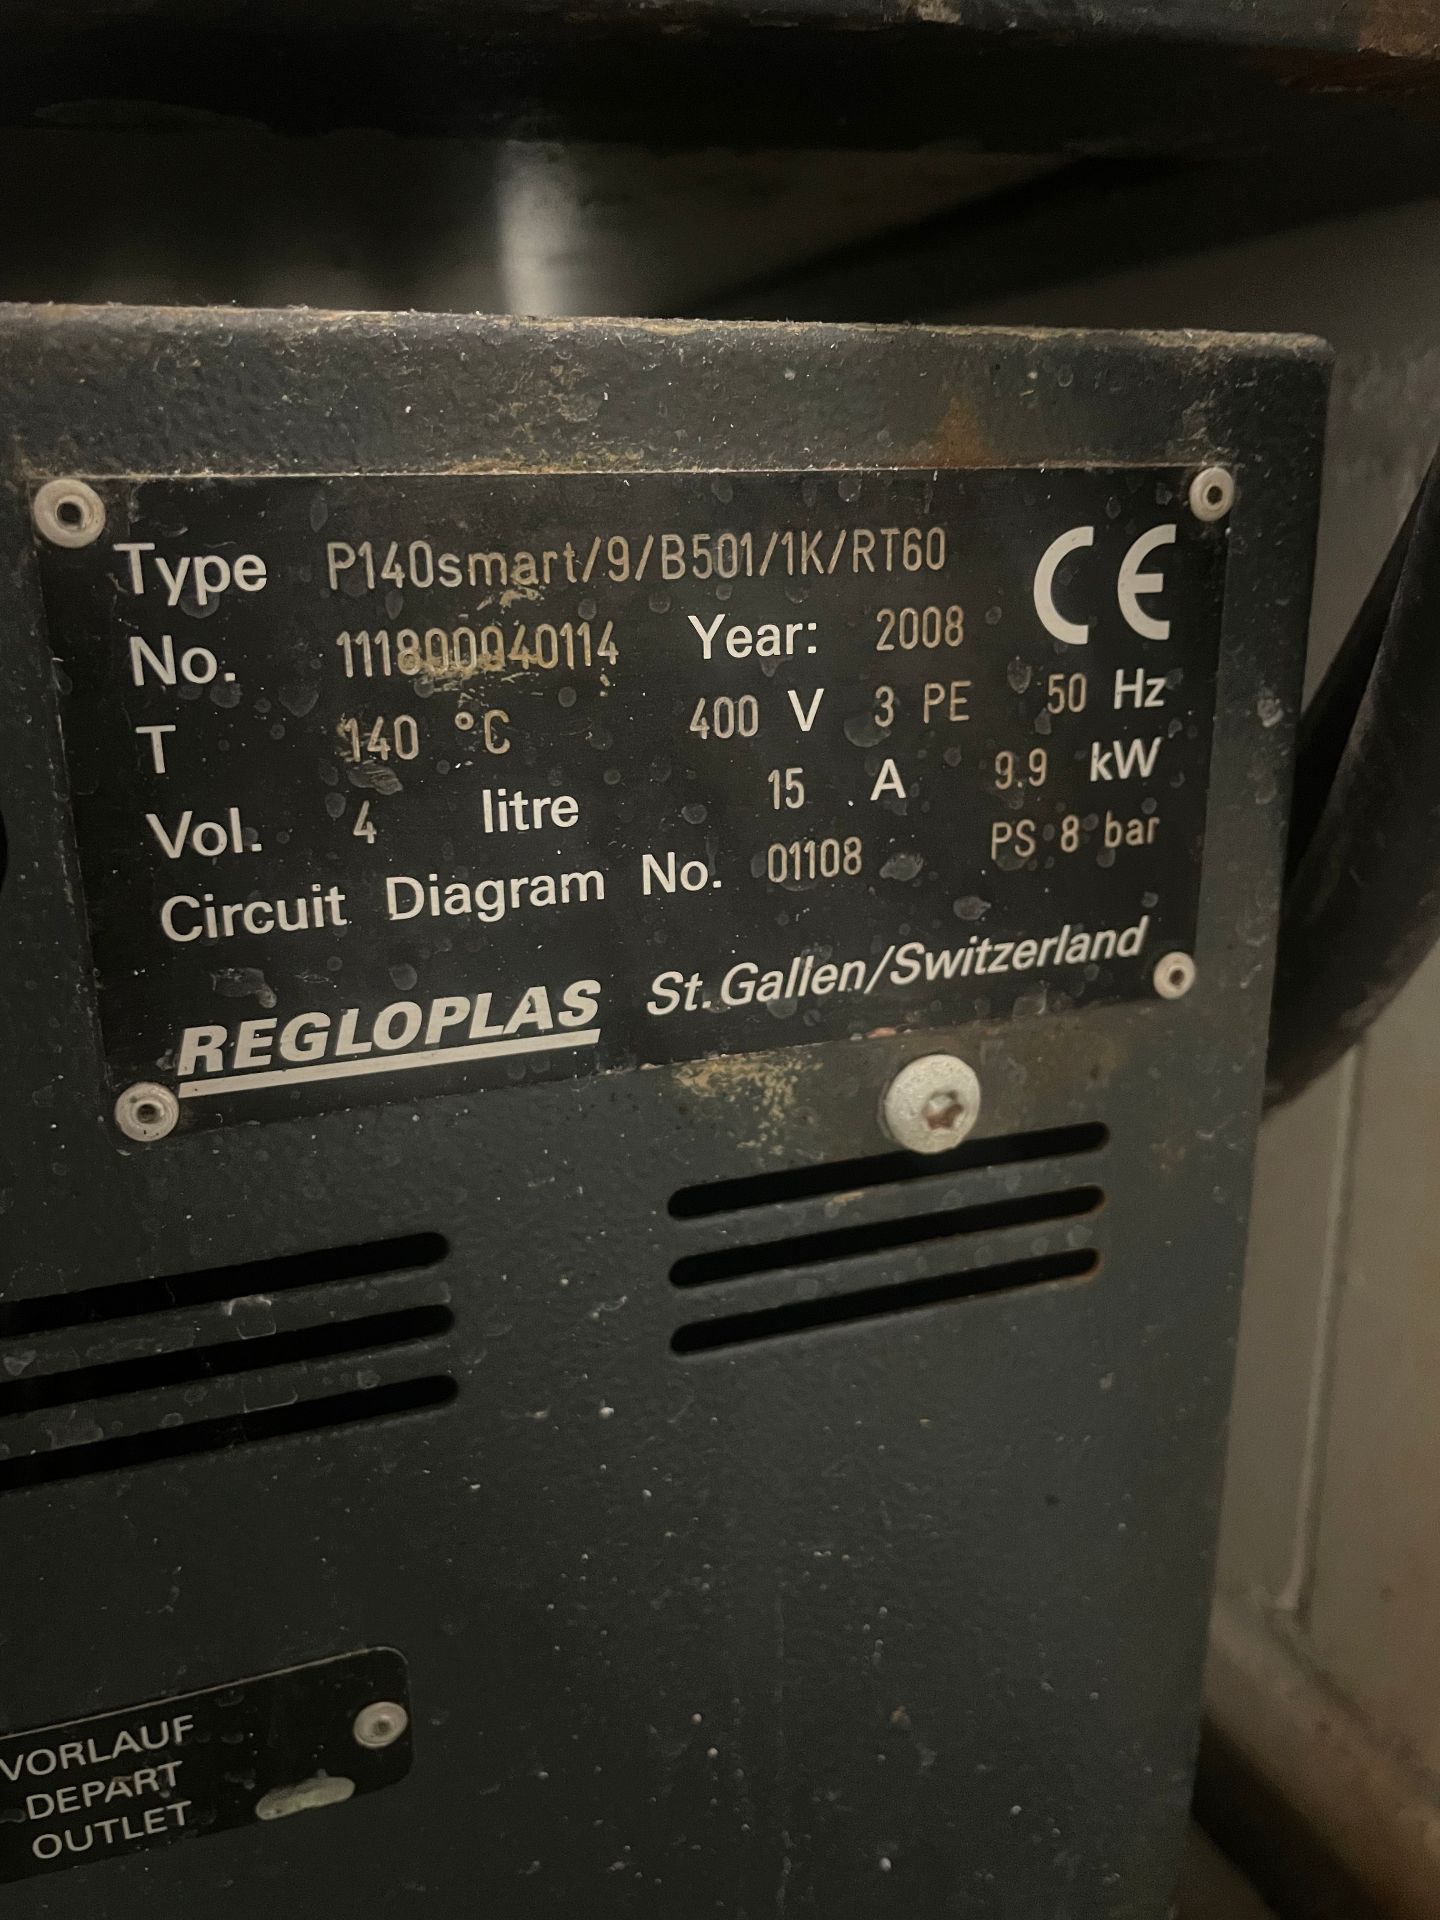 Type P140smart/9/B501/1K/RT60 CE
No. 111800040114 Year: 2008
T 140 °C 400 V 3 PE 50 Hz
Vol. 4 litre 15 A 9.9 kW
Circuit Diagram No. 01108 PS 8 bar
REGLOPLAS St.Gallen/Switzerland
VORLAUF
DEPART
OUTLET